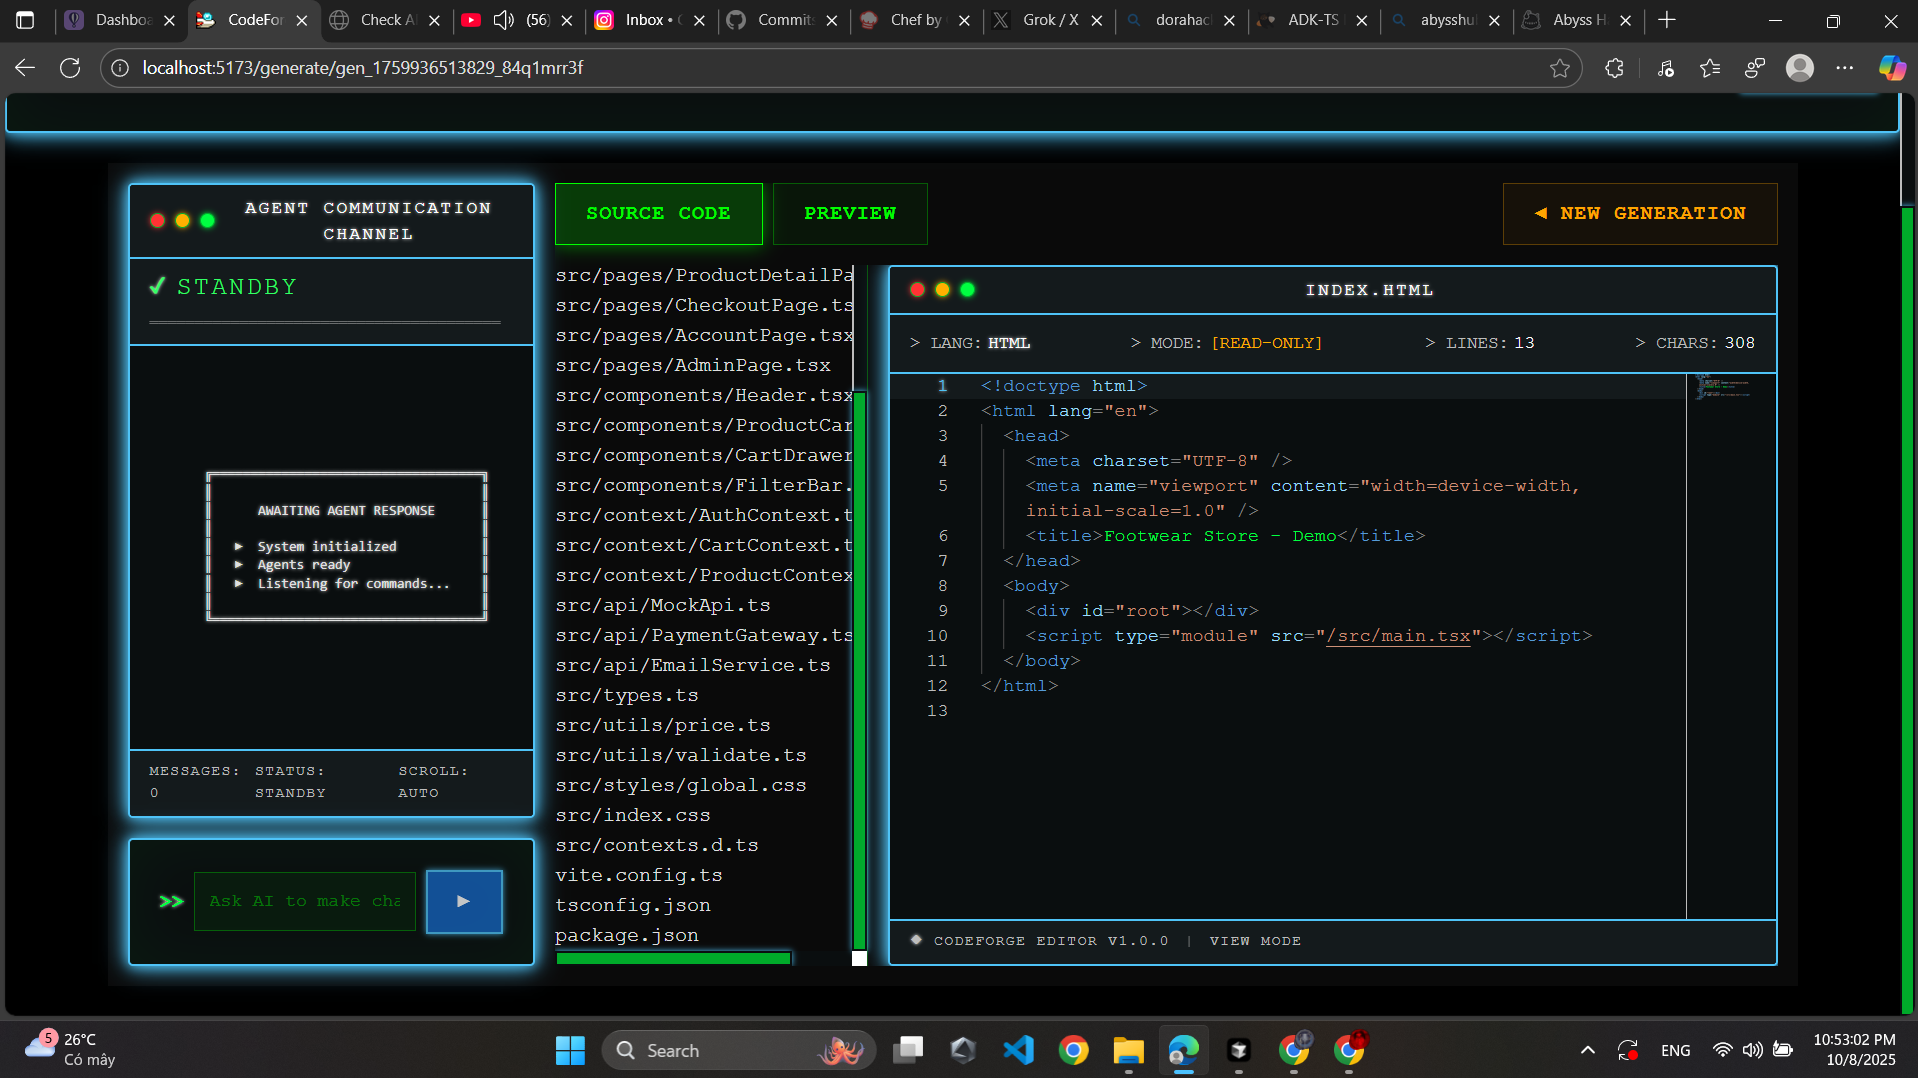 Dashboa
CodeFor
Check A
(56)
Inbox •
Commits
Chef by
Grok / X
dorahac
ADK-TS
abysshu
Abyss H
localhost:5173/generate/gen_1759936513829_84q1mrr3f
AGENT COMMUNICATION
CHANNEL
✓ STANDBY
AWAITING AGENT RESPONSE
► System initialized
► Agents ready
► Listening for commands...
MESSAGES:
0
STATUS:
STANDBY
SCROLL:
AUTO
>> Ask AI to make cha
►
SOURCE CODE
PREVIEW
◄ NEW GENERATION
src/pages/ProductDetailPa
src/pages/CheckoutPage.ts
src/pages/AccountPage.tsx
src/pages/AdminPage.tsx
src/components/Header.tsx
src/components/ProductCar
src/components/CartDrawer
src/components/FilterBar.
src/context/AuthContext.t
src/context/CartContext.t
src/context/ProductContex
src/api/MockApi.ts
src/api/PaymentGateway.ts
src/api/EmailService.ts
src/types.ts
src/utils/price.ts
src/utils/validate.ts
src/styles/global.css
src/index.css
src/contexts.d.ts
vite.config.ts
tsconfig.json
package.json
INDEX.HTML
> LANG: HTML
> MODE: [READ-ONLY]
> LINES: 13
> CHARS: 308
1 <!doctype html>
2 <html lang="en">
3 <head>
4 <meta charset="UTF-8" />
5 <meta name="viewport" content="width=device-width,
initial-scale=1.0" />
6 <title>Footwear Store - Demo</title>
7 </head>
8 <body>
9 <div id="root"></div>
10 <script type="module" src="/src/main.tsx"></script>
11 </body>
12 </html>
13
◆ CODEFORGE EDITOR V1.0.0 | VIEW MODE
5
26°C
Có mây
Search
ENG
10:53:02 PM
10/8/2025